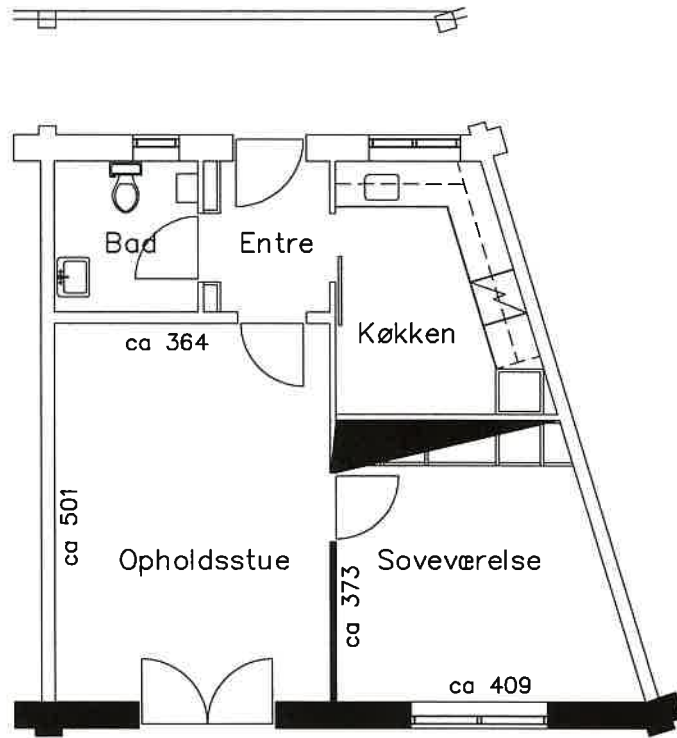 Bad
Entre
ca 364
Køkken
ca 501
Opholdsstue
Soveværelse
ca 373
ca 409